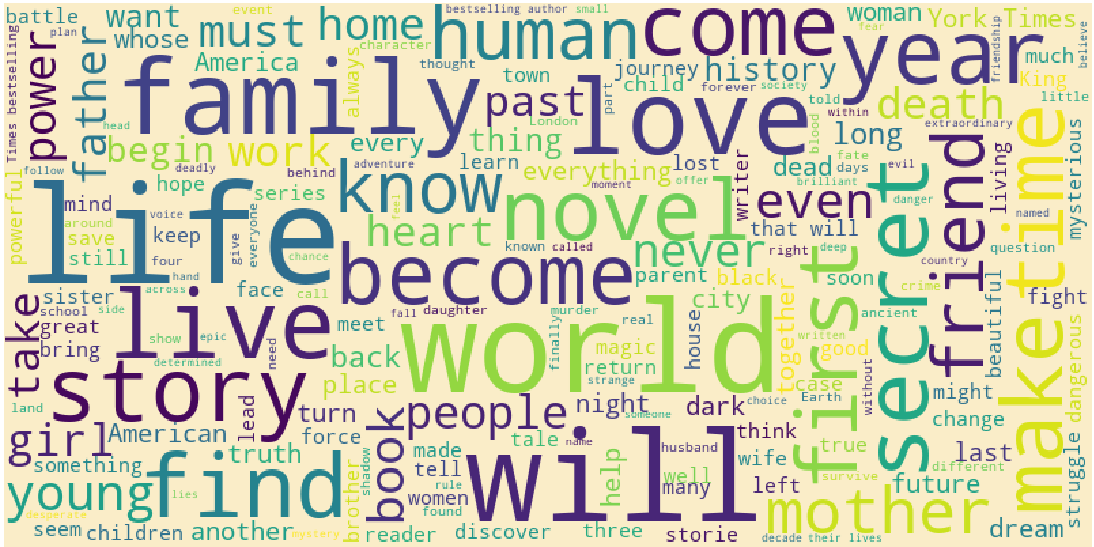 battle
plan
event
bestselling author
small
want
whose
must
home
human
come
year
woman
fear
York Times
friendship
believe
much
King
little
Times bestselling
power
head
father
America
character
always
thought
town
journey
forever
society
history
child
part
told
within
death
long
extraordinary
family
past
love
follow
deadly
begin
work
behind
every
London
thing
adventure
learn
everything
lost
writer
dead
blood
fate
days
evil
brilliant
friend
living
make
time
mysterious
powerful
mind
hope
series
know
moment
offer
novel
even
danger
secret
named
around
voice
save
keep
still
four
give
everyone
hand
life
chance
feel
heart
known
called
never
that will
right
deep
question
country
across
sister
face
call
become
parent
black
city
soon
crime
first
ancient
beautiful
fight
dangerous
take
school
side
great
bring
show
epic
determined
live
need
meet
fall
daughter
murder
real
finally
world
house
together
written
good
magic
return
strange
back
place
case
Earth
without
might
change
land
story
turn
lead
book
people
night
someone
choice
dark
think
true
last
struggle
girl
American
force
truth
something
name
tale
made
tell
husband
wife
many
well
help
left
survive
different
future
young
lies
find
brother
shadow
rule
women
found
will
mother
desperate
seem
children
another
mystery
reader
discover
three
storie
decade
their lives
dream